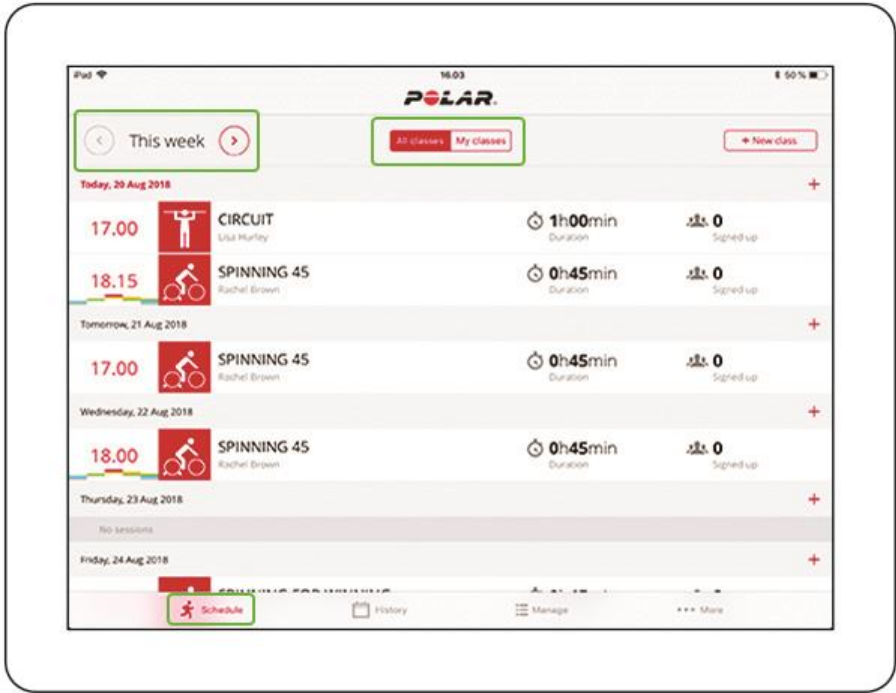 iPad 16.03 50 %
POLAR.
This week All classes My classes + New class
Today, 20 Aug 2018 +
17.00 CIRCUIT 1h00min 0
Lisa Hurley Duration Signed up
18.15 SPINNING 45 0h45min 0
Rachel Brown Duration Signed up
Tomorrow, 21 Aug 2018 +
17.00 SPINNING 45 0h45min 0
Rachel Brown Duration Signed up
Wednesday, 22 Aug 2018 +
18.00 SPINNING 45 0h45min 0
Rachel Brown Duration Signed up
Thursday, 23 Aug 2018 +
No sessions
Friday, 24 Aug 2018 +
SPINNING FOR WINNING
Schedule History Manage More